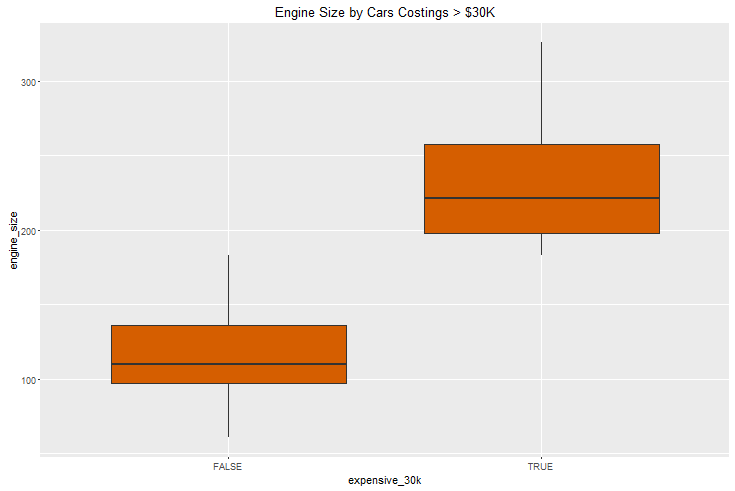 Engine Size by Cars Costings > $30K
300
200
100
engine_size
FALSE
TRUE
expensive_30k